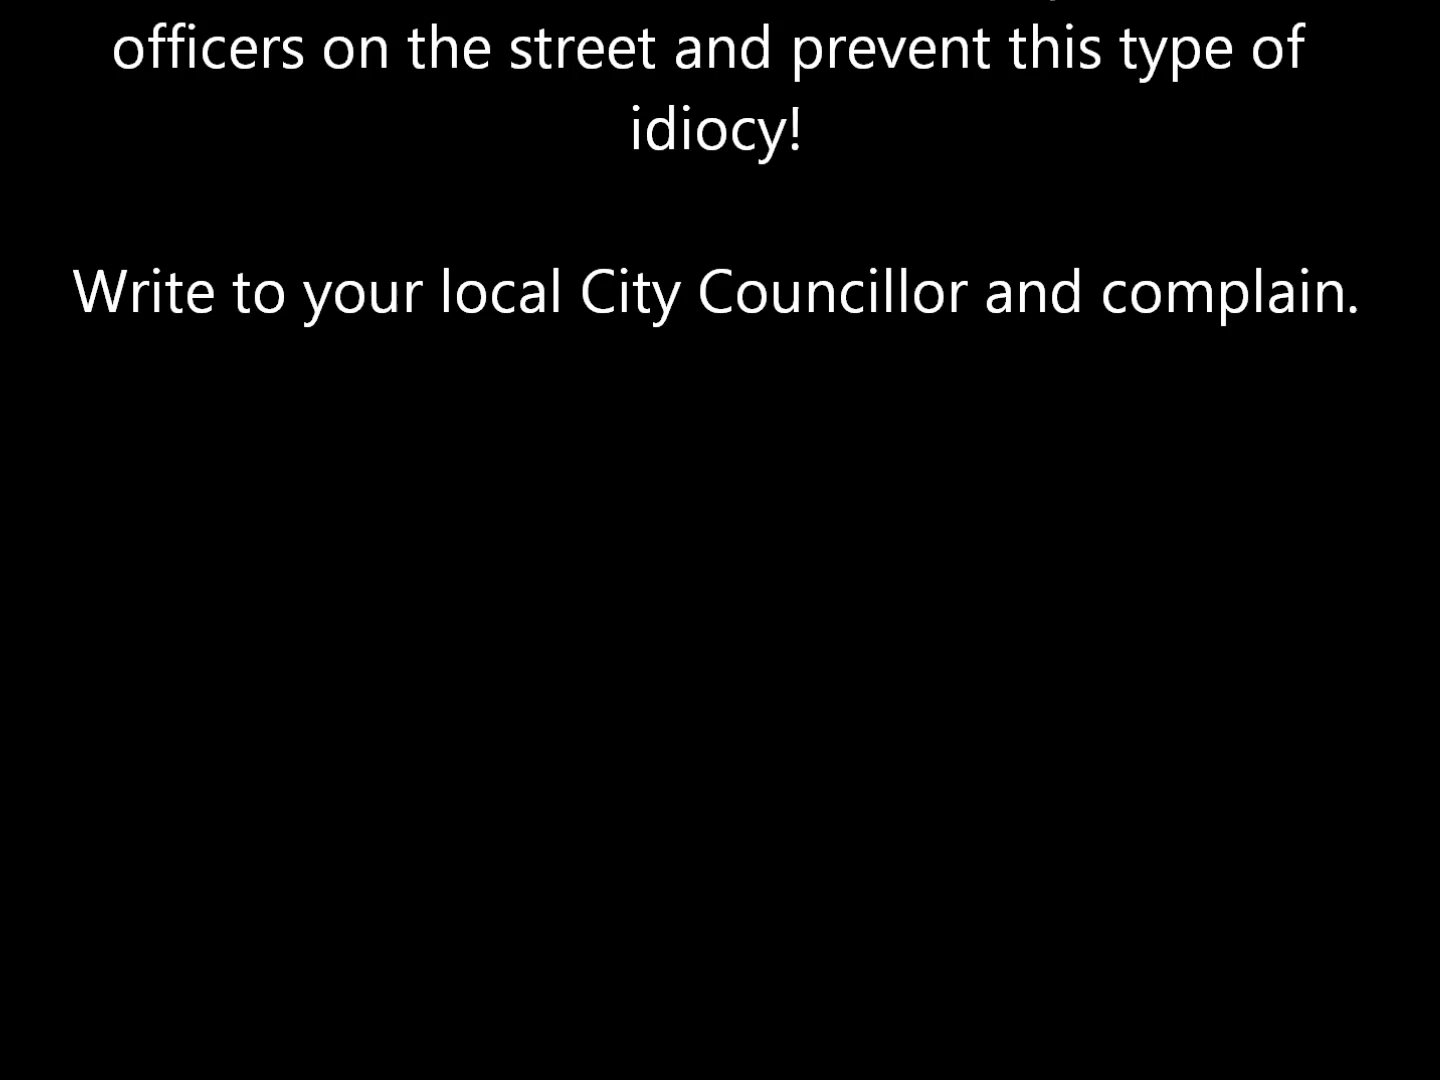 officers on the street and prevent this type of
idiocy!
Write to your local City Councillor and complain.